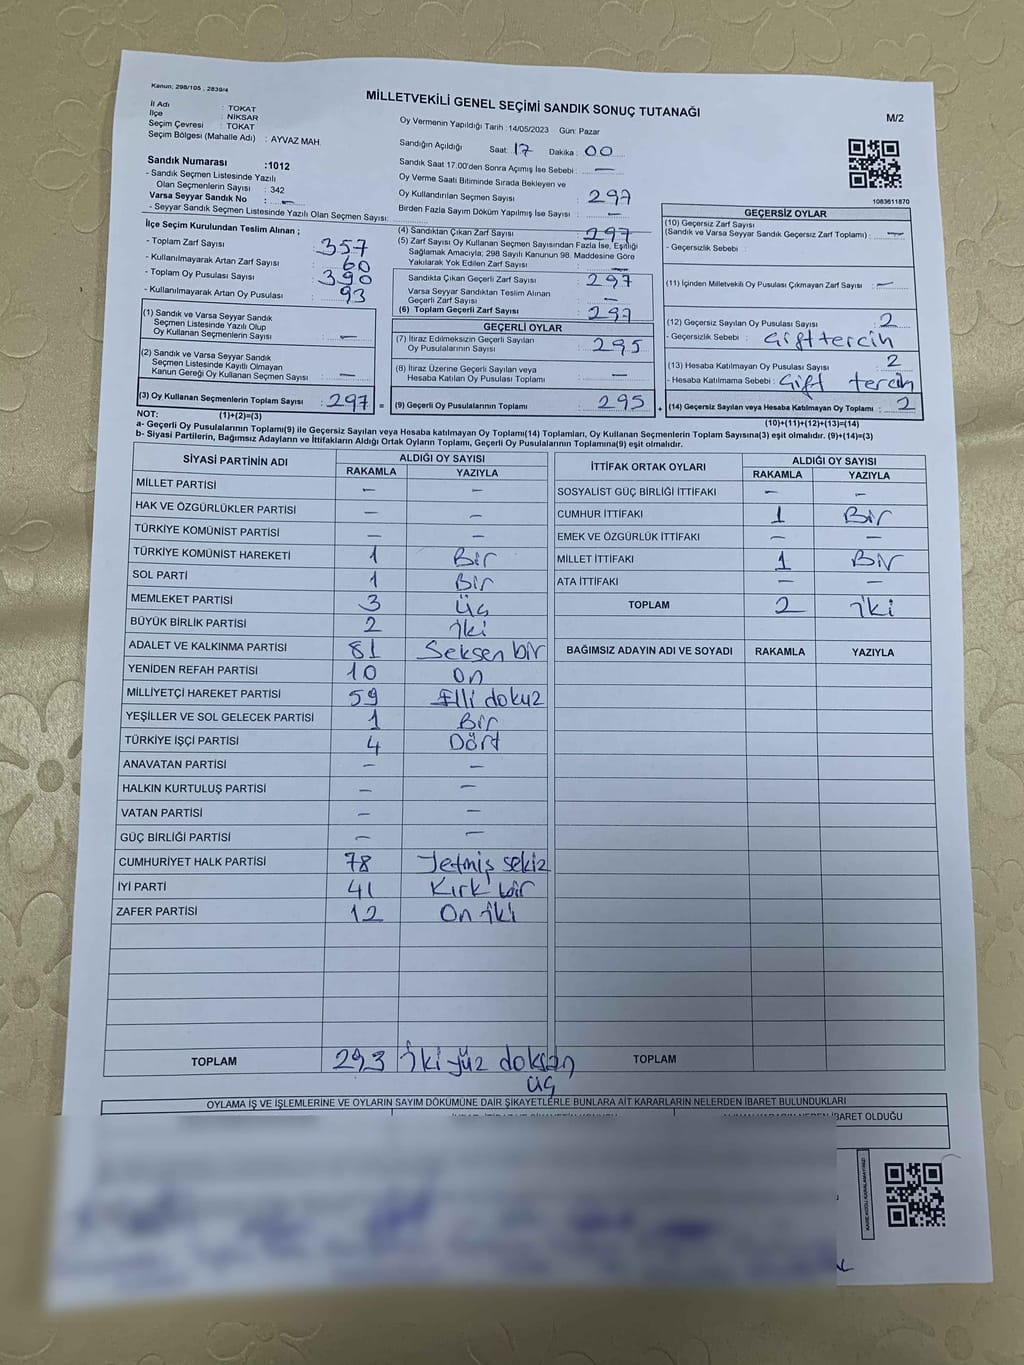 Kanun: 298/105 , 2839/4
MİLLETVEKİLİ GENEL SEÇİMİ SANDIK SONUÇ TUTANAĞI
M/2
İl Adı : TOKAT
İlçe : NİKSAR
Seçim Çevresi : TOKAT
Seçim Bölgesi (Mahalle Adı) : AYVAZ MAH.
Oy Vermenin Yapıldığı Tarih :14/05/2023 Gün: Pazar
Sandığın Açıldığı Saat: 17 Dakika : 00
Sandık Saat 17.00'den Sonra Açımış İse Sebebi : —
Oy Verme Saati Bitiminde Sırada Bekleyen ve
Oy Kullandırılan Seçmen Sayısı : 297
Birden Fazla Sayım Döküm Yapılmış İse Sayısı : —
Sandık Numarası :1012
- Sandık Seçmen Listesinde Yazılı
Olan Seçmenlerin Sayısı : 342
Varsa Seyyar Sandık No : —
- Seyyar Sandık Seçmen Listesinde Yazılı Olan Seçmen Sayısı:
1083611870
İlçe Seçim Kurulundan Teslim Alınan ;
- Toplam Zarf Sayısı : 357
- Kullanılmayarak Artan Zarf Sayısı : 60
- Toplam Oy Pusulası Sayısı : 390
- Kullanılmayarak Artan Oy Pusulası : 93
(1) Sandık ve Varsa Seyyar Sandık
Seçmen Listesinde Yazılı Olup
Oy Kullanan Seçmenlerin Sayısı : —
(2) Sandık ve Varsa Seyyar Sandık
Seçmen Listesinde Kayıtlı Olmayan
Kanun Gereği Oy Kullanan Seçmen Sayısı : —
(3) Oy Kullanan Seçmenlerin Toplam Sayısı : 297 =
(1)+(2)=(3)
(4) Sandıktan Çıkan Zarf Sayısı : 297
(5) Zarf Sayısı Oy Kullanan Seçmen Sayısından Fazla İse, Eşitliği
Sağlamak Amacıyla, 298 Sayılı Kanunun 98. Maddesine Göre
Yakılarak Yok Edilen Zarf Sayısı : —
Sandıkta Çıkan Geçerli Zarf Sayısı : 297
Varsa Seyyar Sandıktan Teslim Alınan
Geçerli Zarf Sayısı : —
(6) Toplam Geçerli Zarf Sayısı : 297
GEÇERLİ OYLAR
(7) İtiraz Edilmeksizin Geçerli Sayılan
Oy Pusulalarının Sayısı : 295
(8) İtiraz Üzerine Geçerli Sayılan veya
Hesaba Katılan Oy Pusulası Toplamı : —
(9) Geçerli Oy Pusulalarının Toplamı : 295 +
GEÇERSİZ OYLAR
(10) Geçersiz Zarf Sayısı
(Sandık ve Varsa Seyyar Sandık Geçersiz Zarf Toplamı) : —
- Geçersizlik Sebebi :
(11) İçinden Milletvekili Oy Pusulası Çıkmayan Zarf Sayısı : —
(12) Geçersiz Sayılan Oy Pusulası Sayısı : 2
- Geçersizlik Sebebi : Çift tercih
(13) Hesaba Katılmayan Oy Pusulası Sayısı : 2
- Hesaba Katılmama Sebebi : Çift tercih
(14) Geçersiz Sayılan veya Hesaba Katılmayan Oy Toplamı : 2
(10)+(11)+(12)+(13)=(14)
NOT:
a- Geçerli Oy Pusulalarının Toplamı(9) ile Geçersiz Sayılan veya Hesaba katılmayan Oy Toplamı(14) Toplamları, Oy Kullanan Seçmenlerin Toplam Sayısına(3) eşit olmalıdır. (9)+(14)=(3)
b- Siyasi Partilerin, Bağımsız Adayların ve İttifakların Aldığı Ortak Oyların Toplamı, Geçerli Oy Pusulalarının Toplamına(9) eşit olmalıdır.
SİYASİ PARTİNİN ADI ALDIĞI OY SAYISI
RAKAMLA YAZIYLA
MİLLET PARTİSİ — —
HAK VE ÖZGÜRLÜKLER PARTİSİ — —
TÜRKİYE KOMÜNİST PARTİSİ — —
TÜRKİYE KOMÜNİST HAREKETİ 1 Bir
SOL PARTİ 1 Bir
MEMLEKET PARTİSİ 3 Üç
BÜYÜK BİRLİK PARTİSİ 2 İki
ADALET VE KALKINMA PARTİSİ 81 Seksen bir
YENİDEN REFAH PARTİSİ 10 On
MİLLİYETÇİ HAREKET PARTİSİ 59 Elli dokuz
YEŞİLLER VE SOL GELECEK PARTİSİ 1 Bir
TÜRKİYE İŞÇİ PARTİSİ 4 Dört
ANAVATAN PARTİSİ — —
HALKIN KURTULUŞ PARTİSİ — —
VATAN PARTİSİ — —
GÜÇ BİRLİĞİ PARTİSİ — —
CUMHURİYET HALK PARTİSİ 78 Yetmiş sekiz
İYİ PARTİ 41 Kırk bir
ZAFER PARTİSİ 12 On iki
TOPLAM 293 İki yüz doksan
üç
İTTİFAK ORTAK OYLARI ALDIĞI OY SAYISI
RAKAMLA YAZIYLA
SOSYALİST GÜÇ BİRLİĞİ İTTİFAKI — —
CUMHUR İTTİFAKI 1 Bir
EMEK VE ÖZGÜRLÜK İTTİFAKI — —
MİLLET İTTİFAKI 1 Bir
ATA İTTİFAKI — —
TOPLAM 2 İki
BAĞIMSIZ ADAYIN ADI VE SOYADI RAKAMLA YAZIYLA
TOPLAM
OYLAMA İŞ VE İŞLEMLERİNE VE OYLARIN SAYIM DÖKÜMÜNE DAİR ŞİKAYETLERLE BUNLARA AİT KARARLARIN NELERDEN İBARET BULUNDUKLARI
İBARET OLDUĞU